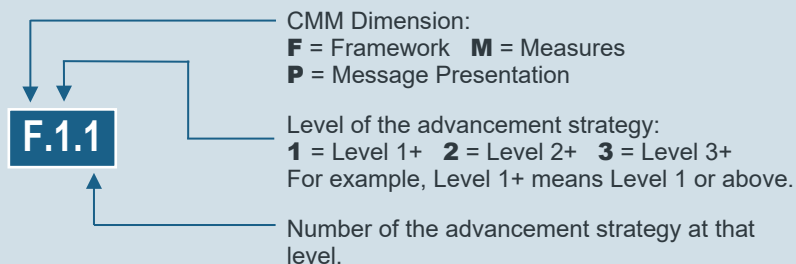 CMM Dimension:
F = Framework M = Measures
P = Message Presentation
F.1.1
Level of the advancement strategy:
1 = Level 1+ 2 = Level 2+ 3 = Level 3+
For example, Level 1+ means Level 1 or above.
Number of the advancement strategy at that
level.